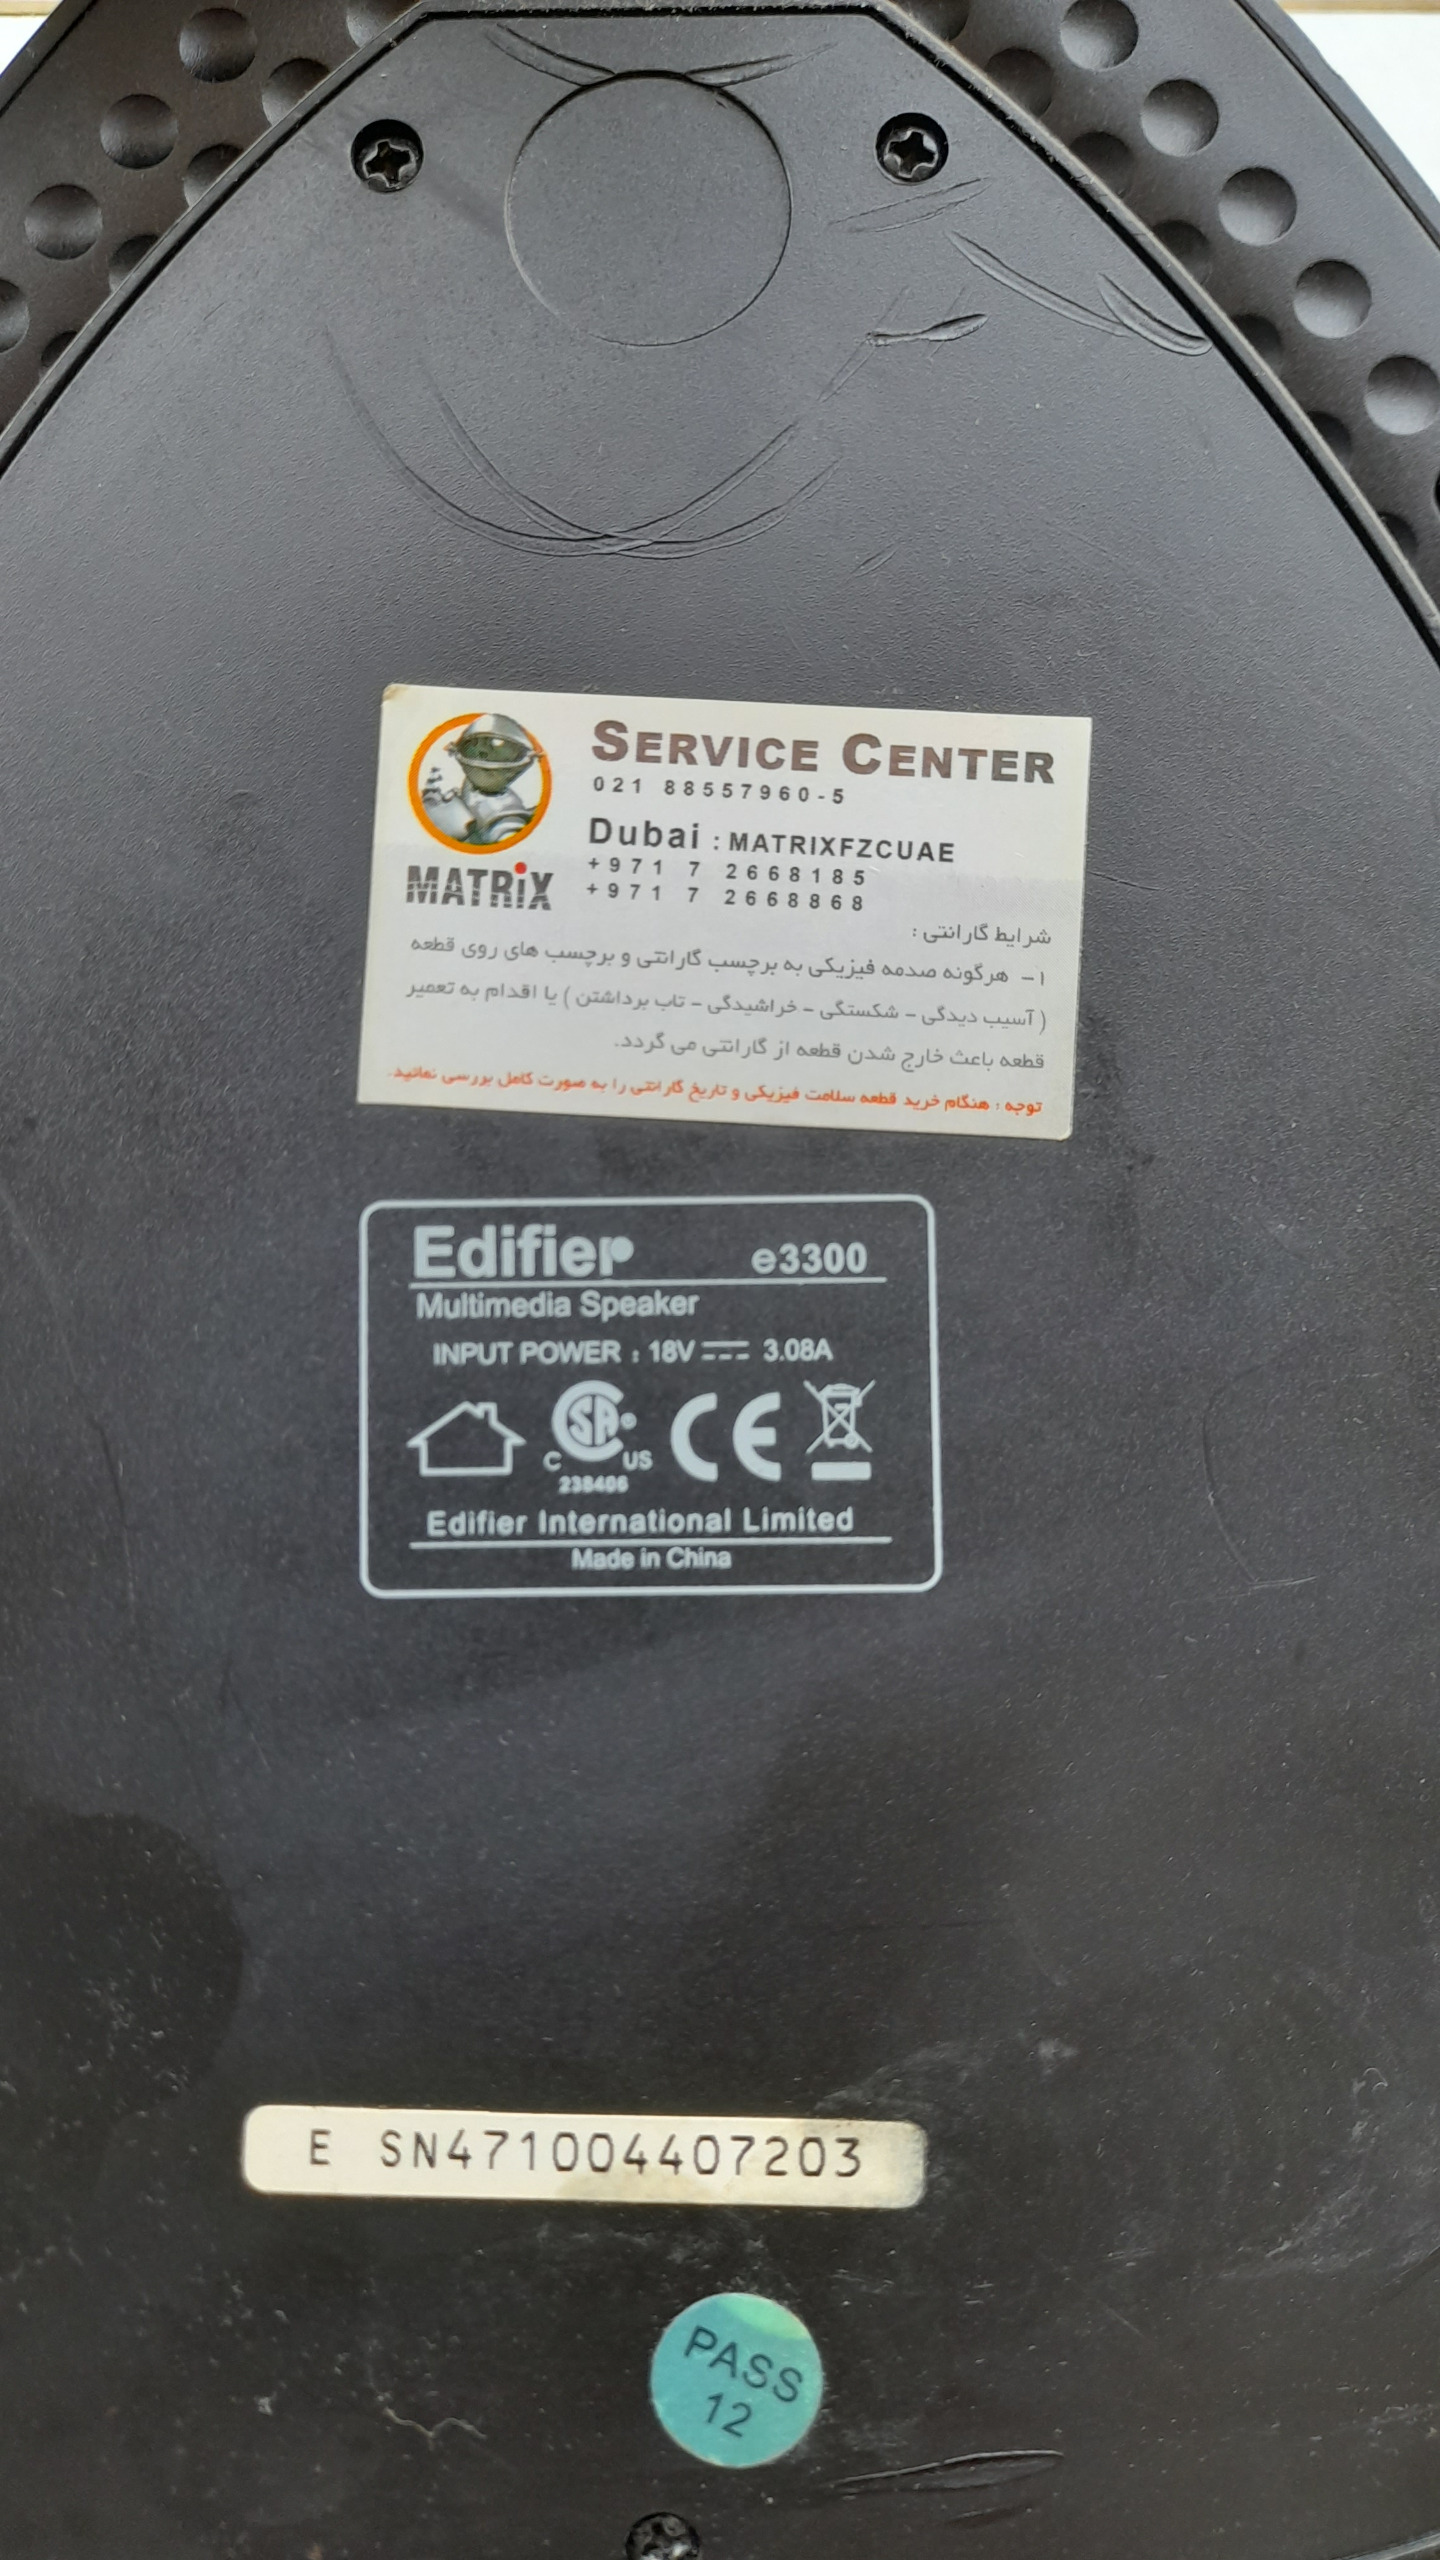 SERVICE CENTER
021 88557960-5
Dubai : MATRIXFZCUAE
+971 7 2668185
+971 7 2668868
MATRiX
شرایط گارانتی :
۱- هرگونه صدمه فیزیکی به برچسب گارانتی و برچسب های روی قطعه
( آسیب دیدگی - شکستگی - خراشیدگی - تاب برداشتن ) یا اقدام به تعمیر
قطعه باعث خارج شدن قطعه از گارانتی می گردد.
توجه : هنگام خرید قطعه سلامت فیزیکی و تاریخ گارانتی را به صورت کامل بررسی نمائید.
Edifier e3300
Multimedia Speaker
INPUT POWER : 18V 3.08A
CSA CE
C US
238406
Edifier International Limited
Made in China
E SN471004407203
PASS
12